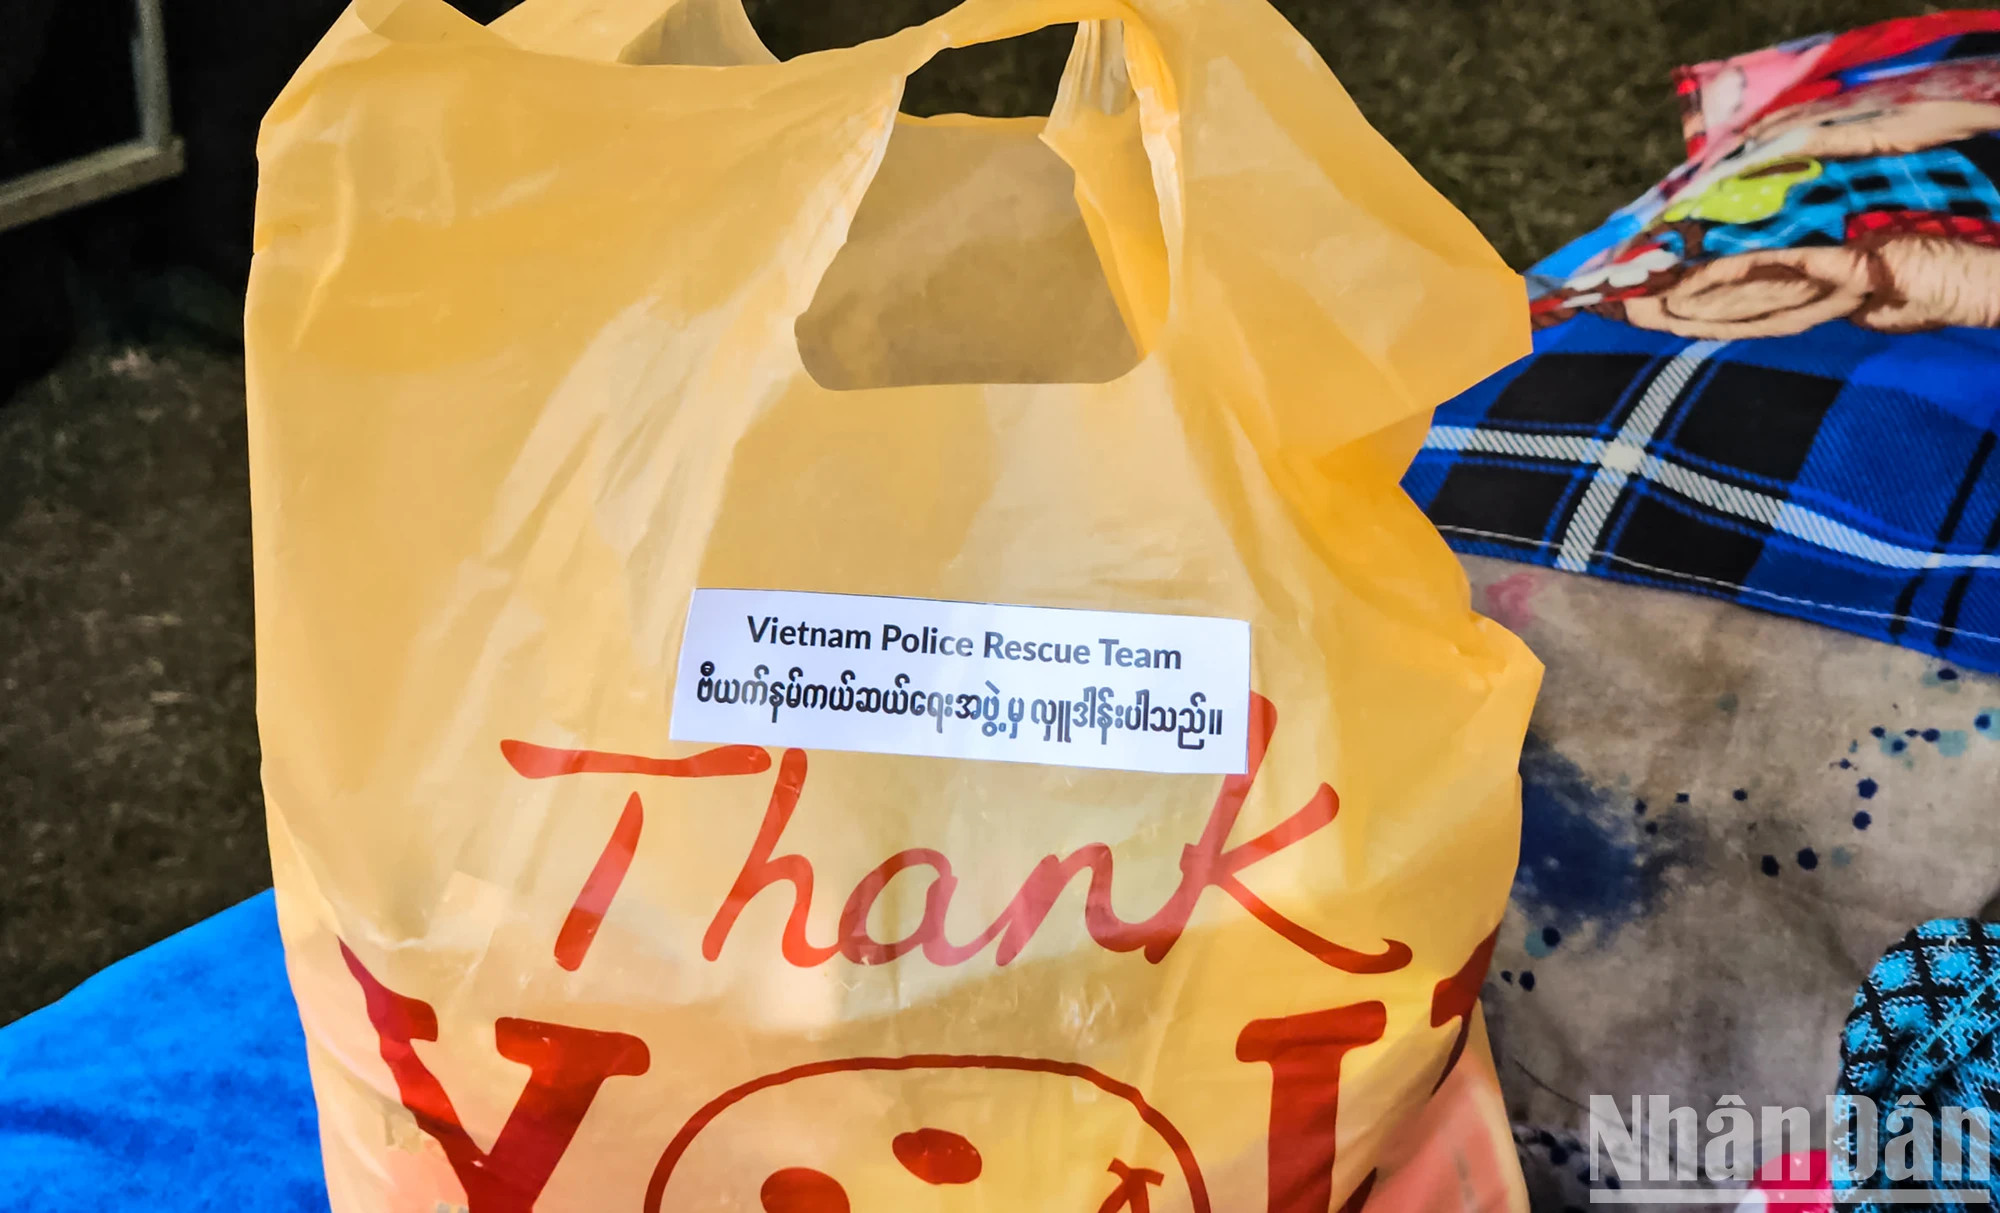 Vietnam Police Rescue Team
ဗီယက်နမ်ကယ်ဆယ်ရေးအဖွဲ့မှ လှူဒါန်းပါသည်။
Thank
YOU
NhânDân